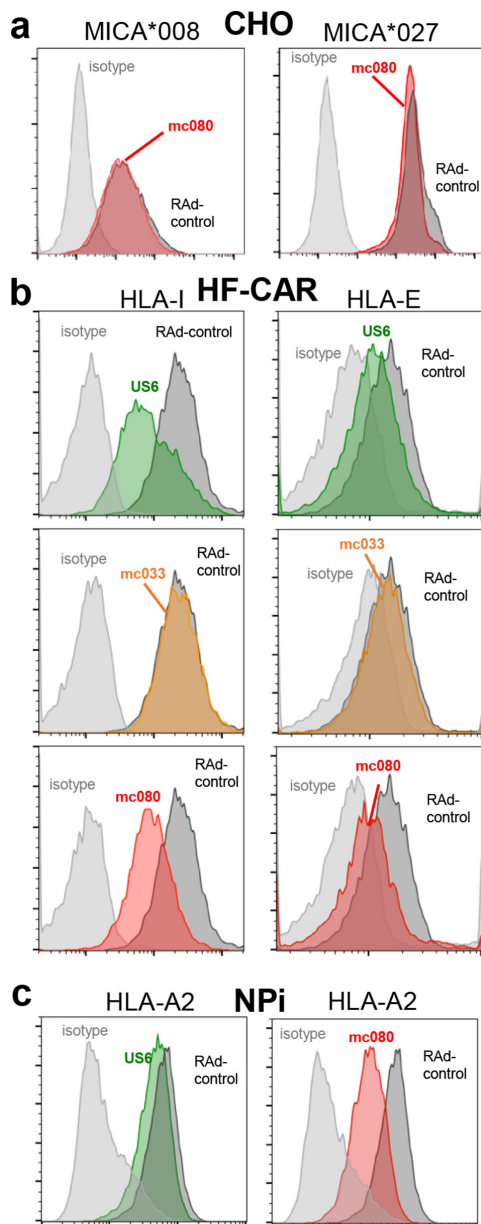 a CHO
MICA*008 MICA*027
isotype
mc080
RAd-
control
isotype
mc080
RAd-
control
b HF-CAR
HLA-I HLA-E
isotype
RAd-control
US6
isotype
US6
RAd-
control
isotype
mc033
RAd-
control
mc033
isotype
RAd-
control
isotype
mc080
RAd-
control
isotype
mc080
RAd-
control
c NPi
HLA-A2 HLA-A2
isotype
US6
RAd-
control
isotype
mc080
RAd-
control